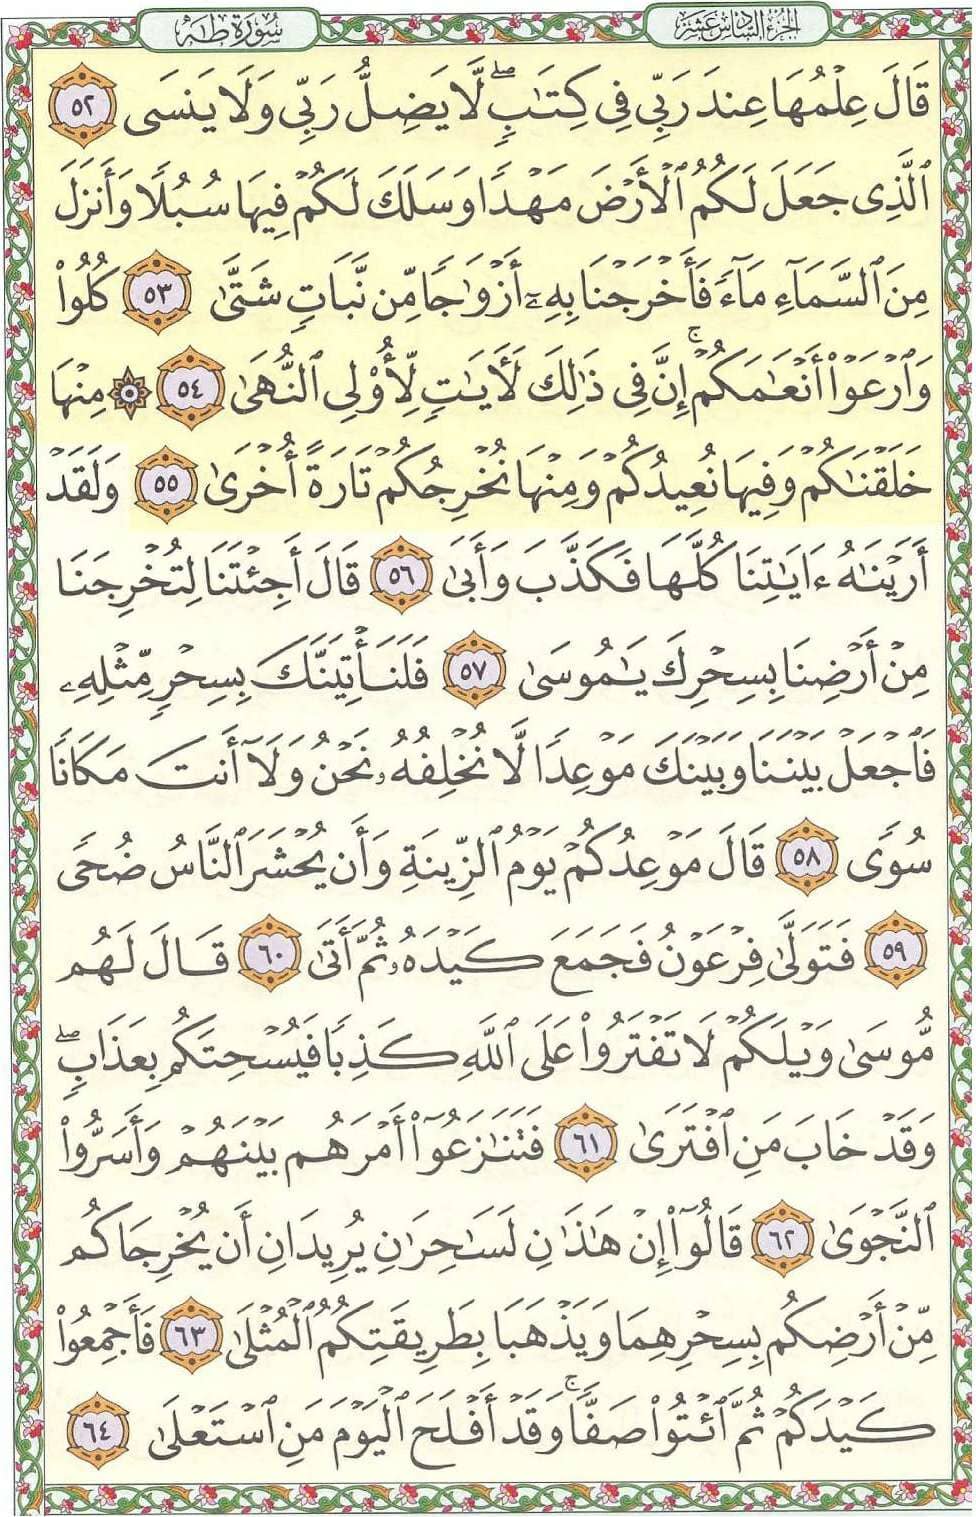 الجزء السادس عشر
سورة طه
قَالَ عِلْمُهَا عِندَ رَبِّي فِي كِتَٰبٖۖ لَّا يَضِلُّ رَبِّي وَلَا يَنسَى ٥٢
ٱلَّذِي جَعَلَ لَكُمُ ٱلْأَرْضَ مَهْدٗا وَسَلَكَ لَكُمْ فِيهَا سُبُلٗا وَأَنزَلَ
مِنَ ٱلسَّمَآءِ مَآءٗ فَأَخْرَجْنَا بِهِۦٓ أَزْوَٰجٗا مِّن نَّبَاتٖ شَتَّىٰ ٥٣ كُلُوا۟
وَٱرْعَوْا۟ أَنْعَٰمَكُمْۚ إِنَّ فِي ذَٰلِكَ لَأٓيَٰتٖ لِّأُو۟لِي ٱلنُّهَىٰ ٥٤ ۞ مِنْهَا
خَلَقْنَٰكُمْ وَفِيهَا نُعِيدُكُمْ وَمِنْهَا نُخْرِجُكُمْ تَارَةً أُخْرَىٰ ٥٥ وَلَقَدْ
أَرَيْنَٰهُ ءَايَٰتِنَا كُلَّهَا فَكَذَّبَ وَأَبَىٰ ٥٦ قَالَ أَجِئْتَنَا لِتُخْرِجَنَا
مِنْ أَرْضِنَا بِسِحْرِكَ يَٰمُوسَىٰ ٥٧ فَلَنَأْتِيَنَّكَ بِسِحْرٖ مِّثْلِهِۦ
فَٱجْعَلْ بَيْنَنَا وَبَيْنَكَ مَوْعِدٗا لَّا نُخْلِفُهُۥ نَحْنُ وَلَآ أَنتَ مَكَانٗا
سُوٗى ٥٨ قَالَ مَوْعِدُكُمْ يَوْمُ ٱلزِّينَةِ وَأَن يُحْشَرَ ٱلنَّاسُ ضُحٗى
٥٩ فَتَوَلَّىٰ فِرْعَوْنُ فَجَمَعَ كَيْدَهُۥ ثُمَّ أَتَىٰ ٦٠ قَالَ لَهُم
مُّوسَىٰ وَيْلَكُمْ لَا تَفْتَرُوا۟ عَلَى ٱللَّهِ كَذِبٗا فَيُسْحِتَكُم بِعَذَابٖۖ
وَقَدْ خَابَ مَنِ ٱفْتَرَىٰ ٦١ فَتَنَٰزَعُوٓا۟ أَمْرَهُم بَيْنَهُمْ وَأَسَرُّوا۟
ٱلنَّجْوَىٰ ٦٢ قَالُوٓا۟ إِنْ هَٰذَٰنِ لَسَٰحِرَٰنِ يُرِيدَانِ أَن يُخْرِجَاكُم
مِّنْ أَرْضِكُم بِسِحْرِهِمَا وَيَذْهَبَا بِطَرِيقَتِكُمُ ٱلْمُثْلَىٰ ٦٣ فَأَجْمِعُوا۟
كَيْدَكُمْ ثُمَّ ٱئْتُوا۟ صَفّٗاۚ وَقَدْ أَفْلَحَ ٱلْيَوْمَ مَنِ ٱسْتَعْلَىٰ ٦٤